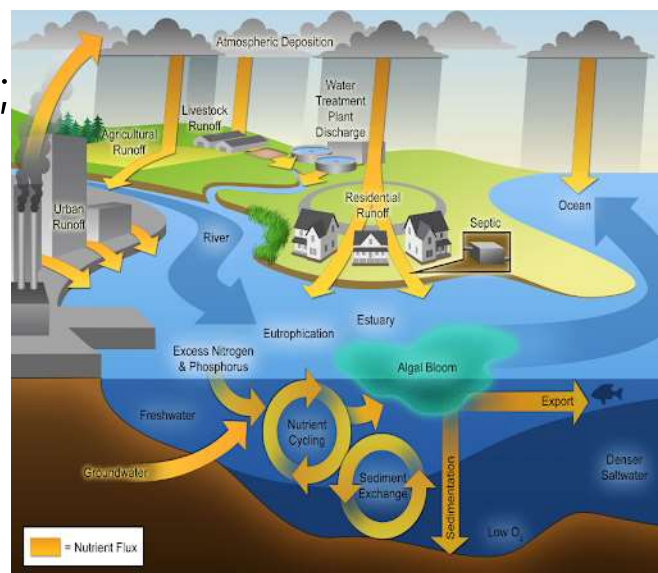 .
,
Atmospheric Deposition
Livestock
Runoff
Water
Treatment
Plant
Discharge
Agricultural
Runoff
Urban
Runoff
Residential
Runoff
Ocean
Septic
River
Estuary
Eutrophication
Excess Nitrogen
& Phosphorus
Algal Bloom
Export
Freshwater
Nutrient
Cycling
Groundwater
Sediment
Exchange
Sedimentation
Denser
Saltwater
Low O₂
= Nutrient Flux